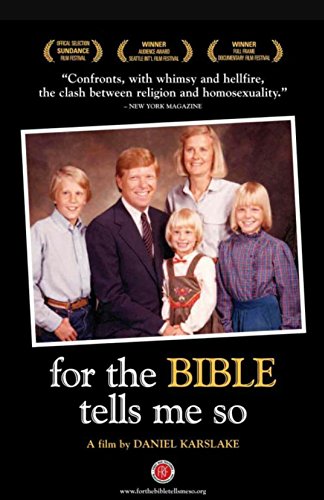 OFFICIAL SELECTION
SUNDANCE
FILM FESTIVAL
WINNER
AUDIENCE AWARD
SEATTLE INT'L FILM FESTIVAL
WINNER
FULL FRAME
DOCUMENTARY FILM FESTIVAL
“Confronts, with whimsy and hellfire,
the clash between religion and homosexuality.”
– NEW YORK MAGAZINE
for the BIBLE
tells me so
A film by DANIEL KARSLAKE
www.forthebibletellsmeso.org